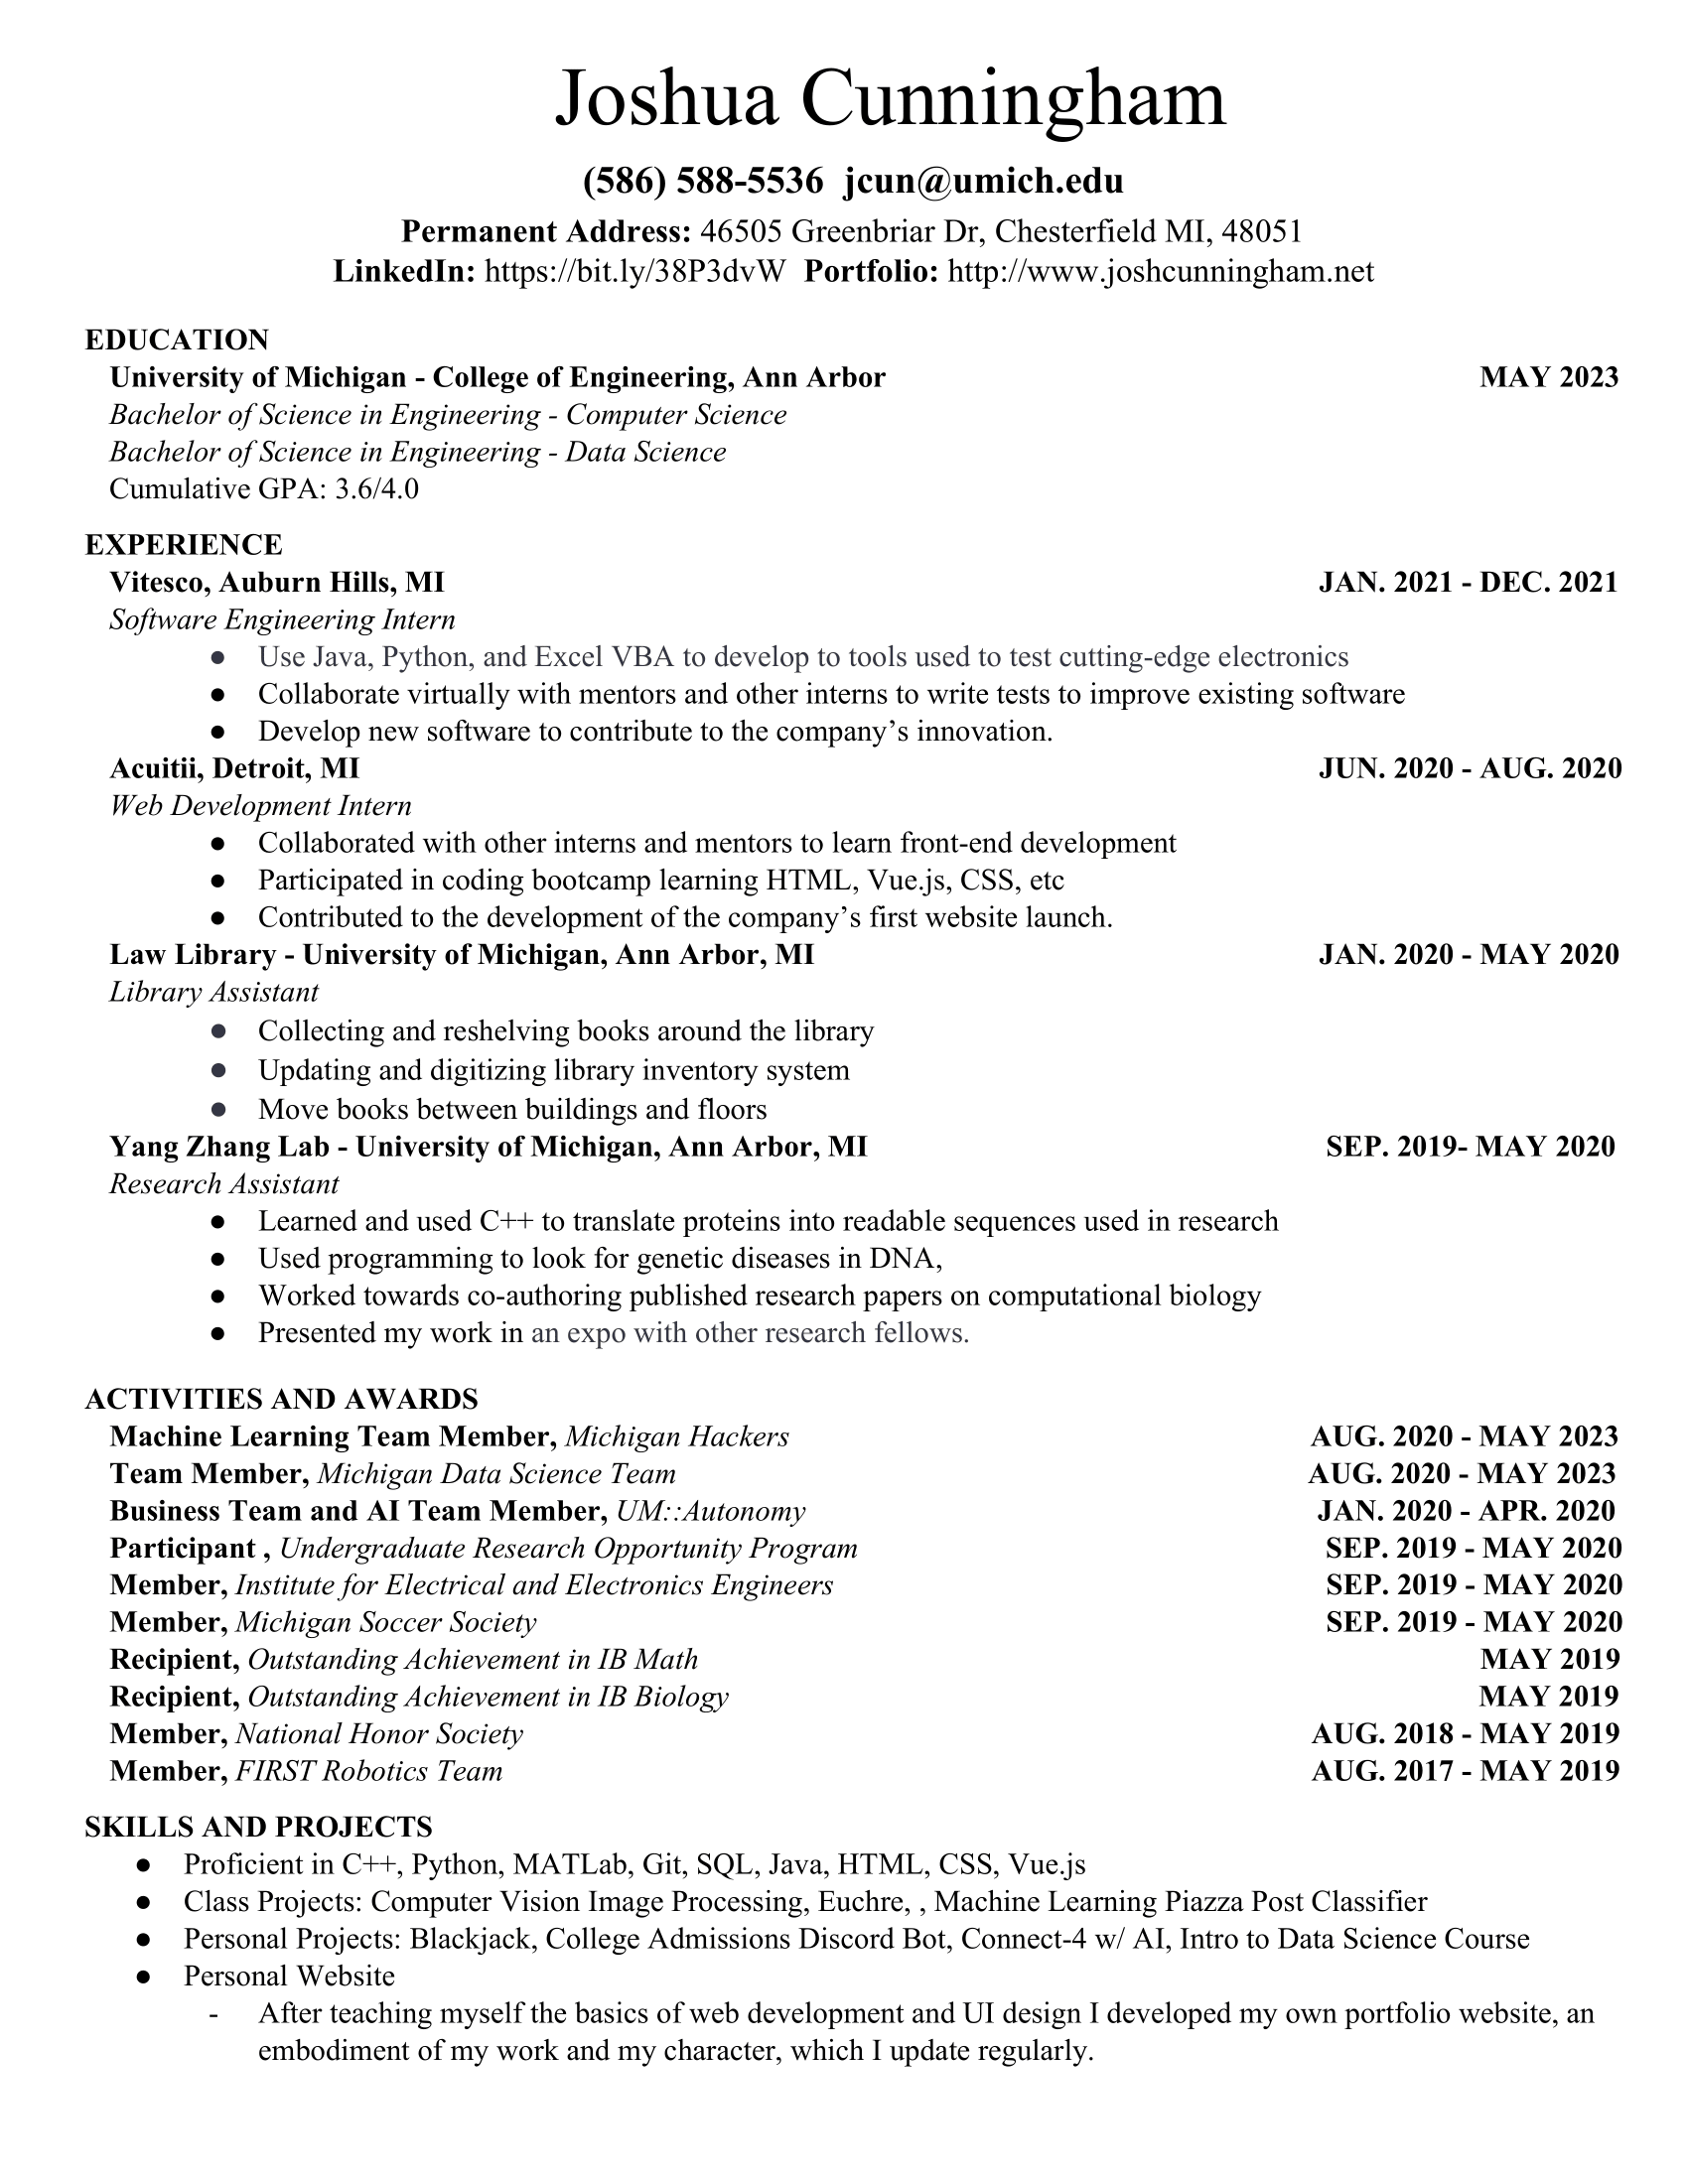 Joshua Cunningham
(586) 588-5536 jcun@umich.edu
Permanent Address: 46505 Greenbriar Dr, Chesterfield MI, 48051
LinkedIn: https://bit.ly/38P3dvW Portfolio: http://www.joshcunningham.net
EDUCATION
University of Michigan - College of Engineering, Ann Arbor MAY 2023
Bachelor of Science in Engineering - Computer Science
Bachelor of Science in Engineering - Data Science
Cumulative GPA: 3.6/4.0
EXPERIENCE
Vitesco, Auburn Hills, MI JAN. 2021 - DEC. 2021
Software Engineering Intern
● Use Java, Python, and Excel VBA to develop to tools used to test cutting-edge electronics
● Collaborate virtually with mentors and other interns to write tests to improve existing software
● Develop new software to contribute to the company’s innovation.
Acuitii, Detroit, MI JUN. 2020 - AUG. 2020
Web Development Intern
● Collaborated with other interns and mentors to learn front-end development
● Participated in coding bootcamp learning HTML, Vue.js, CSS, etc
● Contributed to the development of the company’s first website launch.
Law Library - University of Michigan, Ann Arbor, MI JAN. 2020 - MAY 2020
Library Assistant
● Collecting and reshelving books around the library
● Updating and digitizing library inventory system
● Move books between buildings and floors
Yang Zhang Lab - University of Michigan, Ann Arbor, MI SEP. 2019- MAY 2020
Research Assistant
● Learned and used C++ to translate proteins into readable sequences used in research
● Used programming to look for genetic diseases in DNA,
● Worked towards co-authoring published research papers on computational biology
● Presented my work in an expo with other research fellows.
ACTIVITIES AND AWARDS
Machine Learning Team Member, Michigan Hackers AUG. 2020 - MAY 2023
Team Member, Michigan Data Science Team AUG. 2020 - MAY 2023
Business Team and AI Team Member, UM::Autonomy JAN. 2020 - APR. 2020
Participant , Undergraduate Research Opportunity Program SEP. 2019 - MAY 2020
Member, Institute for Electrical and Electronics Engineers SEP. 2019 - MAY 2020
Member, Michigan Soccer Society SEP. 2019 - MAY 2020
Recipient, Outstanding Achievement in IB Math MAY 2019
Recipient, Outstanding Achievement in IB Biology MAY 2019
Member, National Honor Society AUG. 2018 - MAY 2019
Member, FIRST Robotics Team AUG. 2017 - MAY 2019
SKILLS AND PROJECTS
● Proficient in C++, Python, MATLab, Git, SQL, Java, HTML, CSS, Vue.js
● Class Projects: Computer Vision Image Processing, Euchre, , Machine Learning Piazza Post Classifier
● Personal Projects: Blackjack, College Admissions Discord Bot, Connect-4 w/ AI, Intro to Data Science Course
● Personal Website
- After teaching myself the basics of web development and UI design I developed my own portfolio website, an
embodiment of my work and my character, which I update regularly.